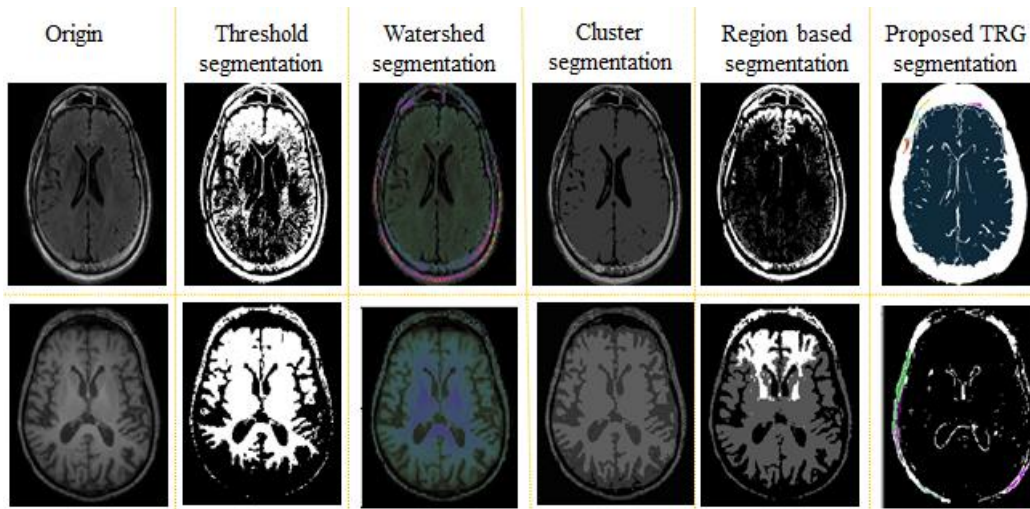 Origin
Threshold
segmentation
Watershed
segmentation
Cluster
segmentation
Region based
segmentation
Proposed TRG
segmentation